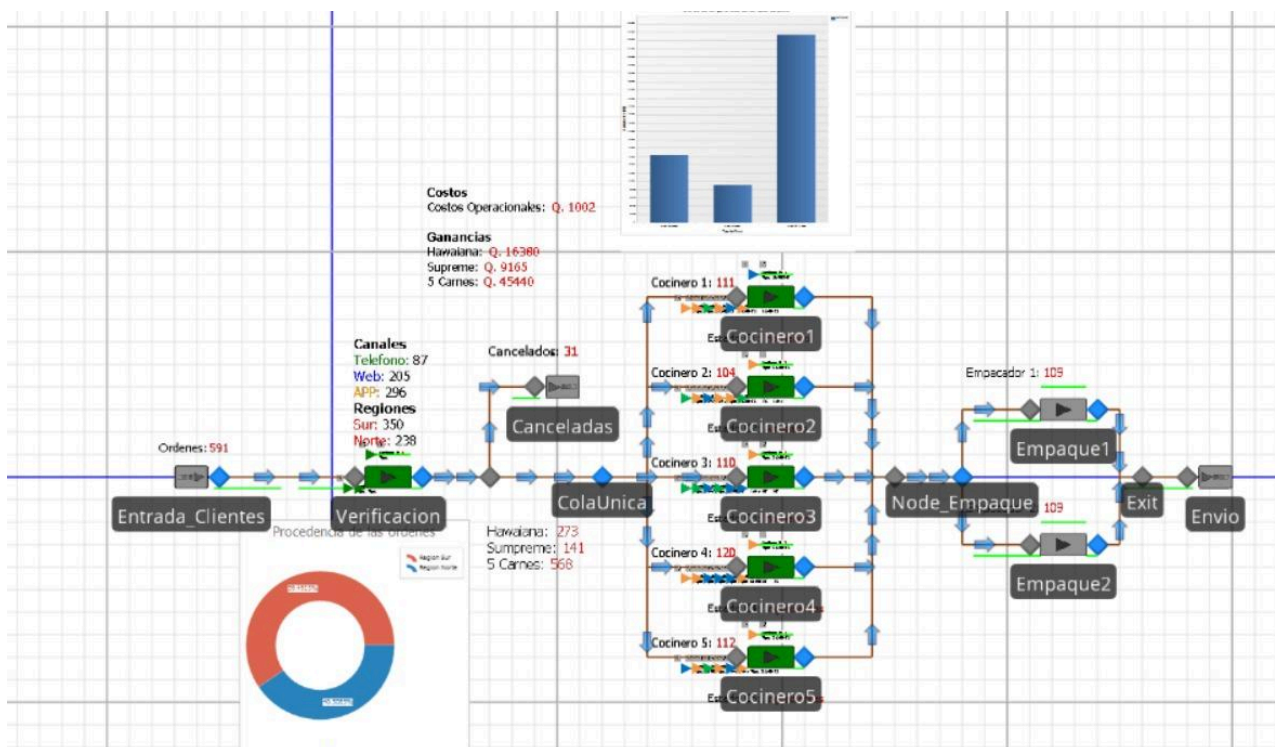 Costos
Costos Operacionales: Q. 1002
Ganancias
Hawaiana: Q. 16380
Supreme: Q. 9165
5 Carnes: Q. 45440
Canales
Telefono: 87
Web: 205
APP: 296
Regiones
Sur: 350
Norte: 238
Cancelados: 31
Canceladas
Ordenes: 591
Entrada_Clientes
Verificacion
ColaUnica
Cocinero 1: 111
Cocinero1
Cocinero 2: 104
Cocinero2
Cocinero 3: 110
Cocinero3
Cocinero 4: 120
Cocinero4
Cocinero 5: 112
Cocinero5
Empacador 1: 109
Empaque1
Node_Empaque
109
Empaque2
Exit
Envio
Procedencia de las ordenes
Region Sur
Region Norte
Hawaiana: 273
Sumpreme: 141
5 Carnes: 568